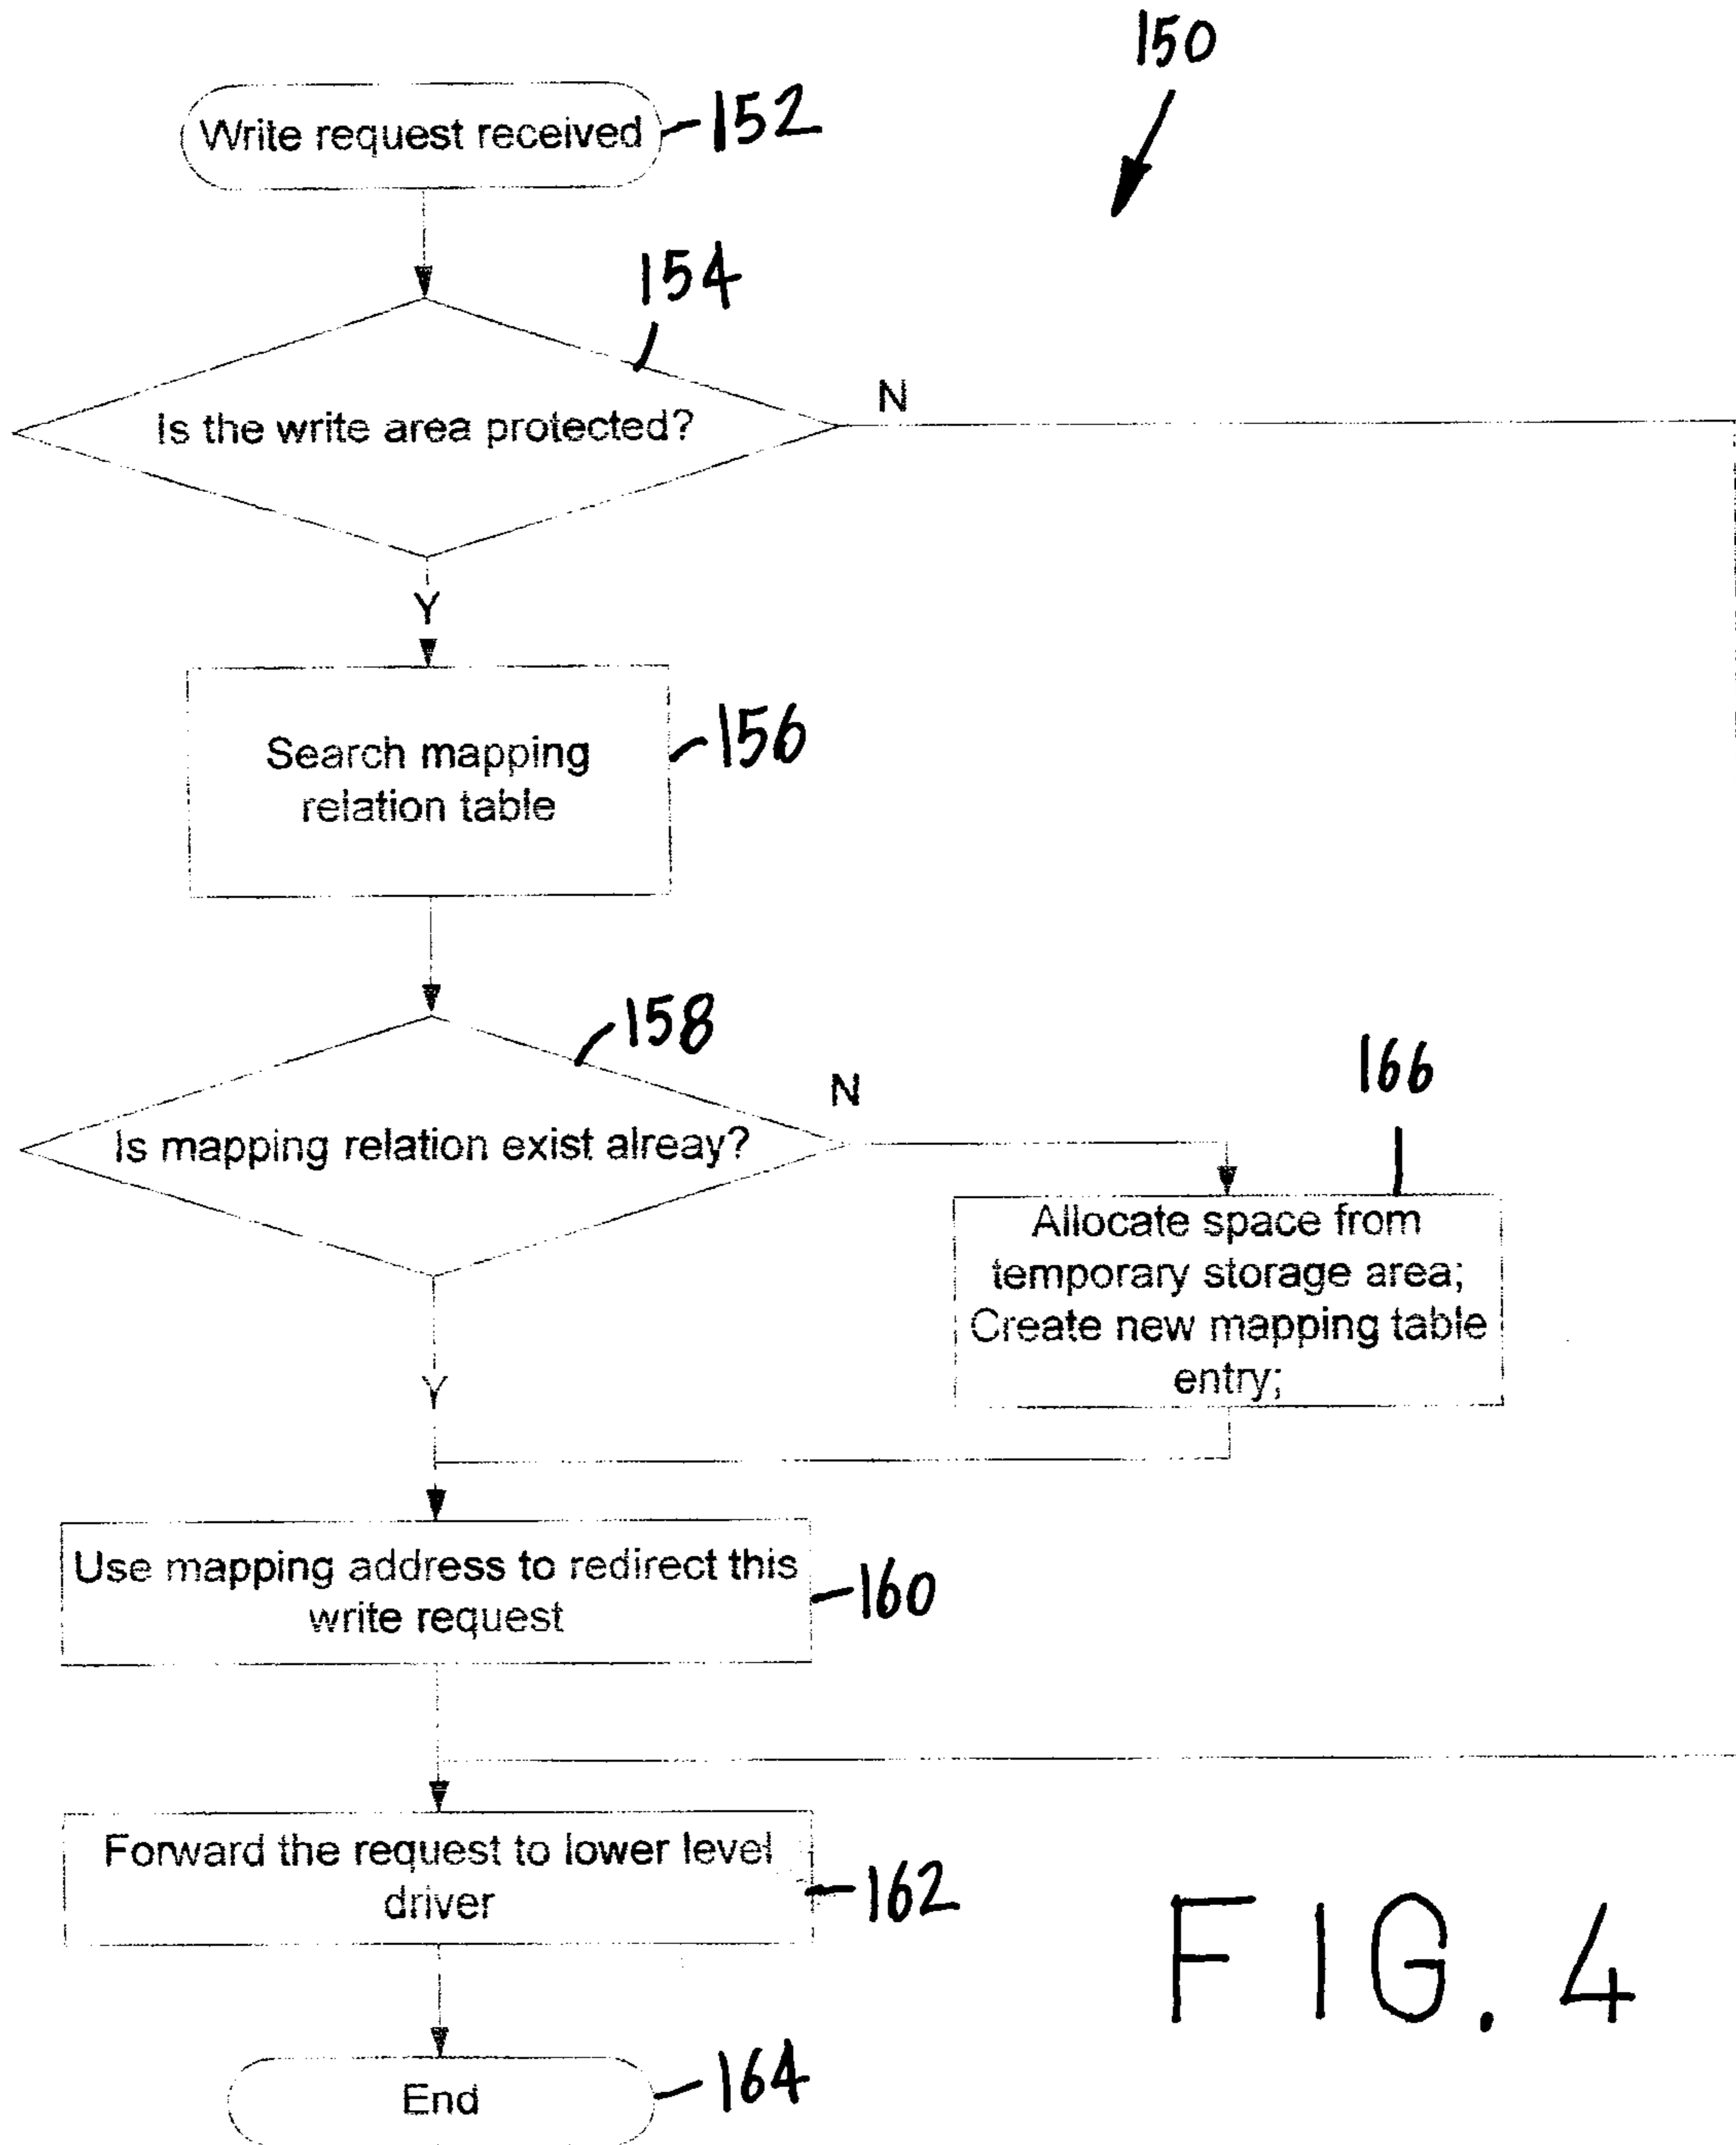 150
Write request received
152
154
Is the write area protected?
N
Y
Search mapping
relation table
156
158
Is mapping relation exist alreay?
N
166
Allocate space from
temporary storage area;
Create new mapping table
entry;
Y
Use mapping address to redirect this
write request
160
Forward the request to lower level
driver
162
End
164
FIG. 4